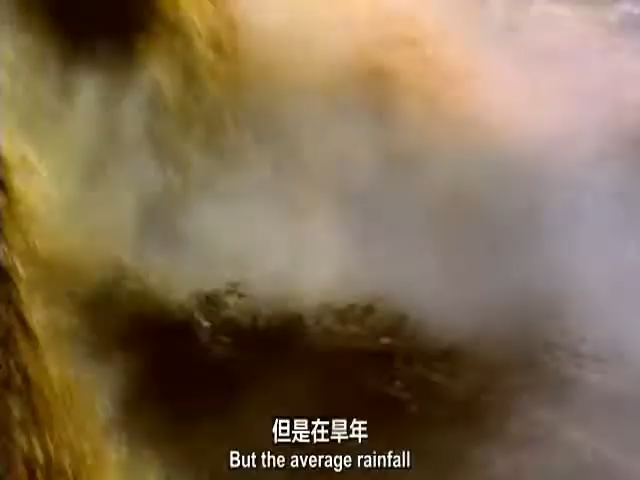 但是在旱年
But the average rainfall